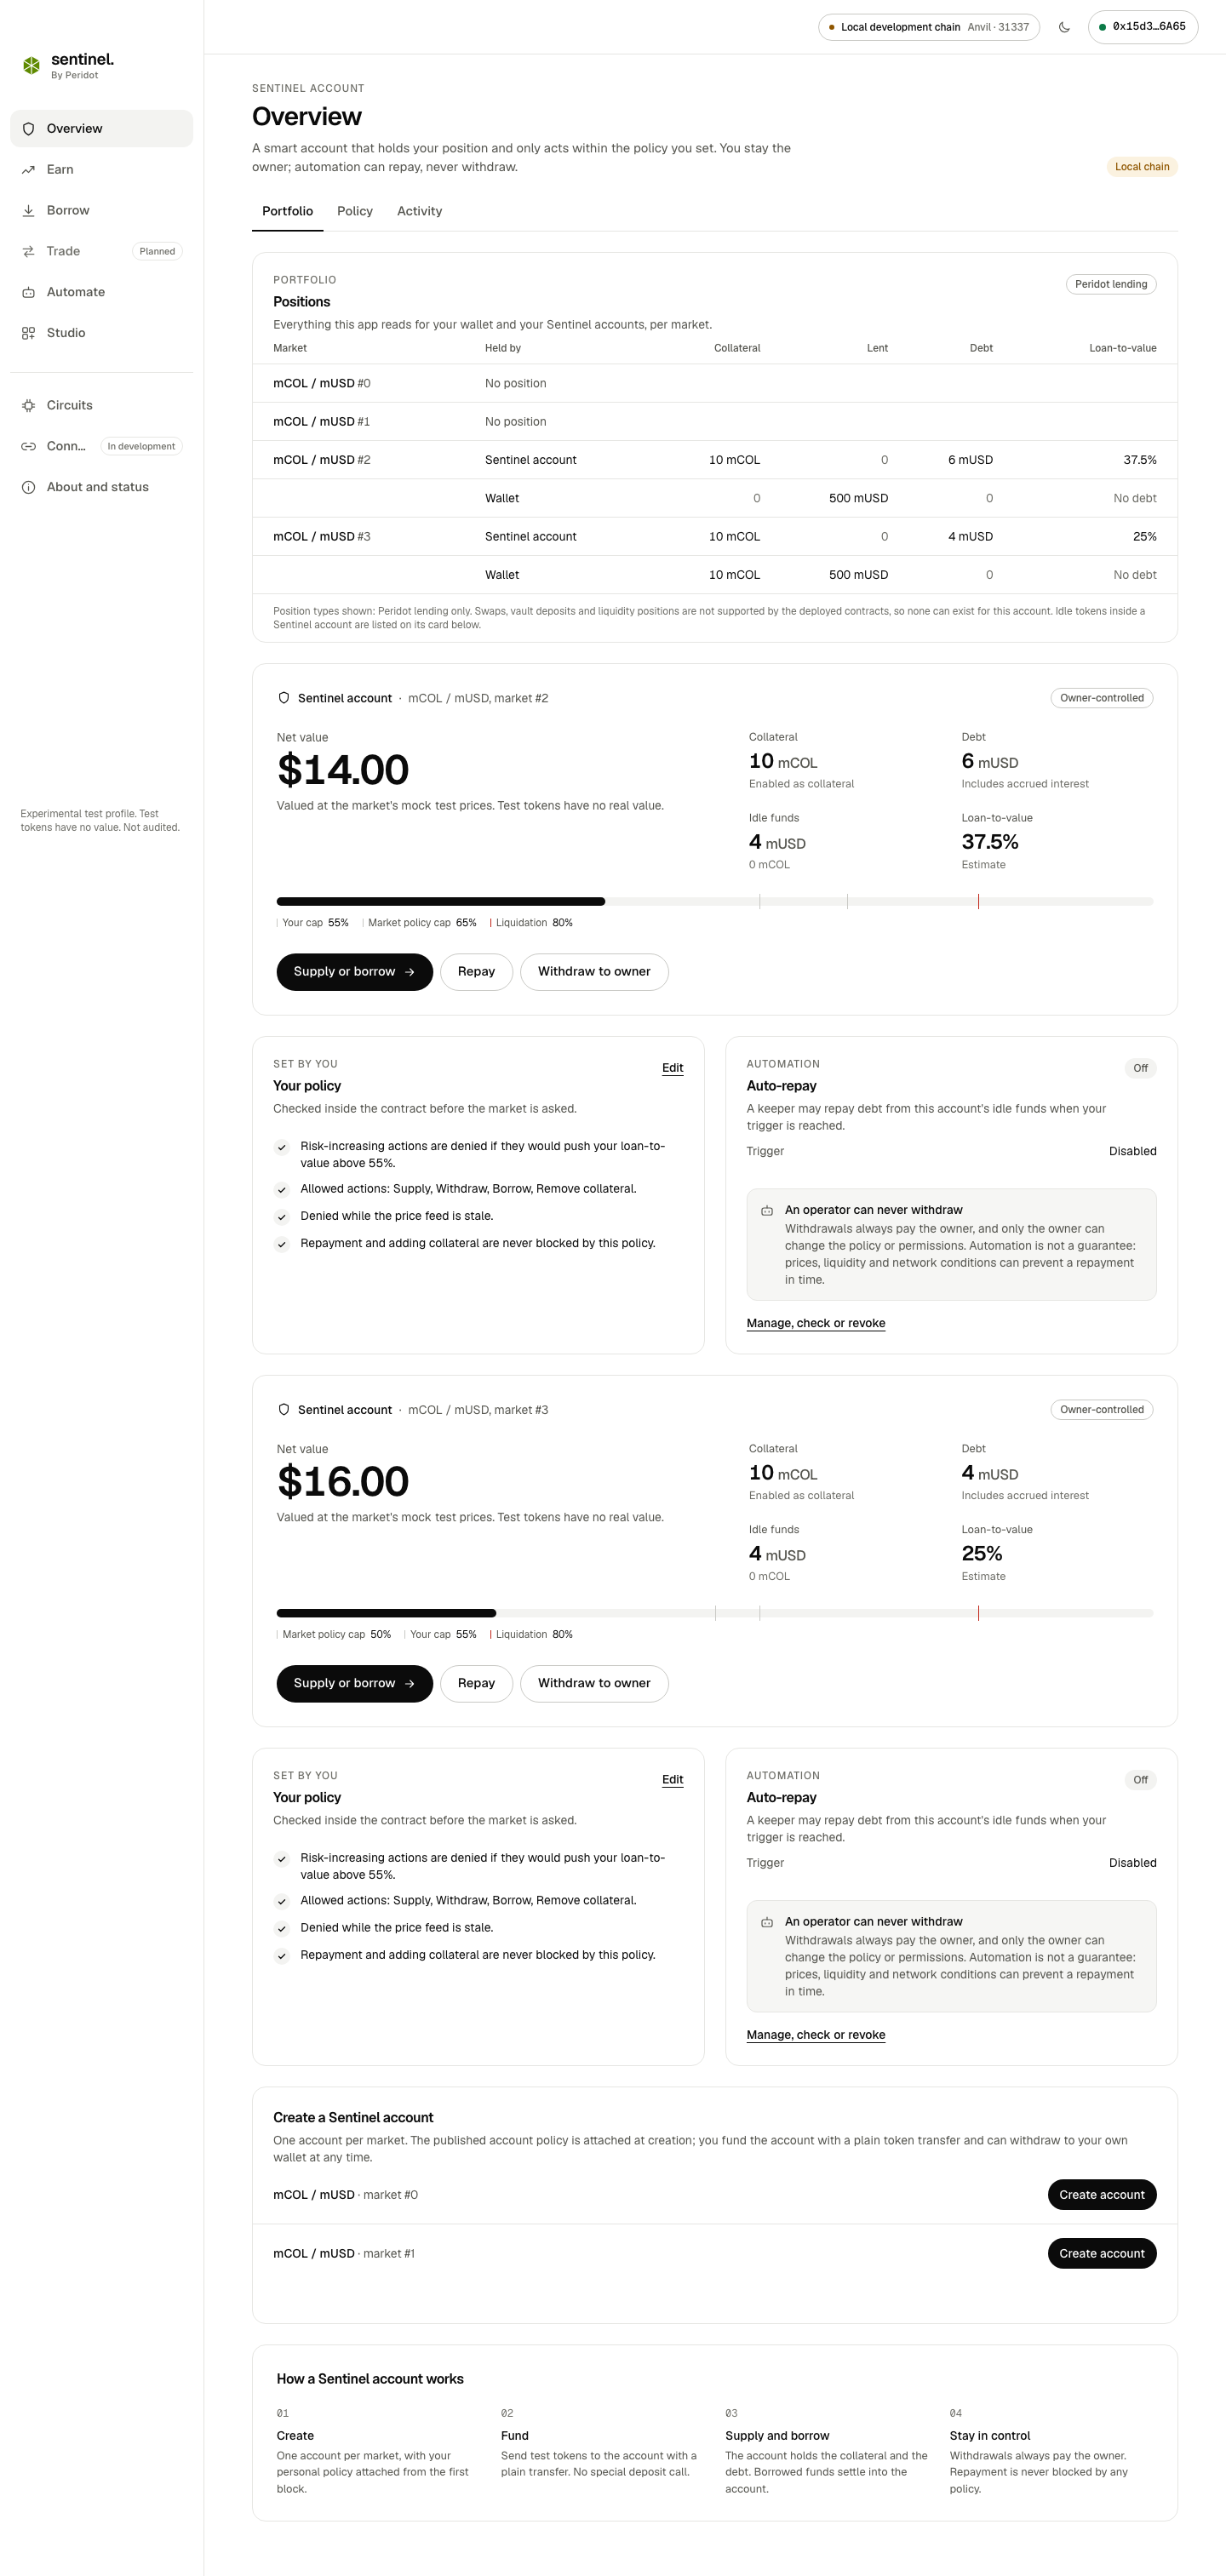 sentinel.
By Peridot
Overview
Earn
Borrow
Trade Planned
Automate
Studio
Circuits
Conn... In development
About and status
Experimental test profile. Test
tokens have no value. Not audited.
Local development chain Anvil · 31337
0x15d3…6A65
SENTINEL ACCOUNT
Overview
A smart account that holds your position and only acts within the policy you set. You stay the
owner; automation can repay, never withdraw.
Local chain
Portfolio Policy Activity
PORTFOLIO
Positions
Everything this app reads for your wallet and your Sentinel accounts, per market.
Peridot lending
Market Held by Collateral Lent Debt Loan-to-value
mCOL / mUSD #0 No position
mCOL / mUSD #1 No position
mCOL / mUSD #2 Sentinel account 10 mCOL 0 6 mUSD 37.5%
Wallet 0 500 mUSD 0 No debt
mCOL / mUSD #3 Sentinel account 10 mCOL 0 4 mUSD 25%
Wallet 10 mCOL 500 mUSD 0 No debt
Position types shown: Peridot lending only. Swaps, vault deposits and liquidity positions are not supported by the deployed contracts, so none can exist for this account. Idle tokens inside a
Sentinel account are listed on its card below.
Sentinel account · mCOL / mUSD, market #2
Owner-controlled
Net value
$14.00
Valued at the market's mock test prices. Test tokens have no real value.
Collateral
10 mCOL
Enabled as collateral
Debt
6 mUSD
Includes accrued interest
Idle funds
4 mUSD
0 mCOL
Loan-to-value
37.5%
Estimate
Your cap 55% Market policy cap 65% Liquidation 80%
Supply or borrow → Repay Withdraw to owner
SET BY YOU
Your policy
Edit
Checked inside the contract before the market is asked.
Risk-increasing actions are denied if they would push your loan-to-
value above 55%.
Allowed actions: Supply, Withdraw, Borrow, Remove collateral.
Denied while the price feed is stale.
Repayment and adding collateral are never blocked by this policy.
AUTOMATION
Auto-repay
Off
A keeper may repay debt from this account's idle funds when your
trigger is reached.
Trigger Disabled
An operator can never withdraw
Withdrawals always pay the owner, and only the owner can
change the policy or permissions. Automation is not a guarantee:
prices, liquidity and network conditions can prevent a repayment
in time.
Manage, check or revoke
Sentinel account · mCOL / mUSD, market #3
Owner-controlled
Net value
$16.00
Valued at the market's mock test prices. Test tokens have no real value.
Collateral
10 mCOL
Enabled as collateral
Debt
4 mUSD
Includes accrued interest
Idle funds
4 mUSD
0 mCOL
Loan-to-value
25%
Estimate
Market policy cap 50% Your cap 55% Liquidation 80%
Supply or borrow → Repay Withdraw to owner
SET BY YOU
Your policy
Edit
Checked inside the contract before the market is asked.
Risk-increasing actions are denied if they would push your loan-to-
value above 55%.
Allowed actions: Supply, Withdraw, Borrow, Remove collateral.
Denied while the price feed is stale.
Repayment and adding collateral are never blocked by this policy.
AUTOMATION
Auto-repay
Off
A keeper may repay debt from this account's idle funds when your
trigger is reached.
Trigger Disabled
An operator can never withdraw
Withdrawals always pay the owner, and only the owner can
change the policy or permissions. Automation is not a guarantee:
prices, liquidity and network conditions can prevent a repayment
in time.
Manage, check or revoke
Create a Sentinel account
One account per market. The published account policy is attached at creation; you fund the account with a plain token transfer and can withdraw to your own
wallet at any time.
mCOL / mUSD · market #0 Create account
mCOL / mUSD · market #1 Create account
How a Sentinel account works
01
Create
One account per market, with your
personal policy attached from the first
block.
02
Fund
Send test tokens to the account with a
plain transfer. No special deposit call.
03
Supply and borrow
The account holds the collateral and the
debt. Borrowed funds settle into the
account.
04
Stay in control
Withdrawals always pay the owner.
Repayment is never blocked by any
policy.